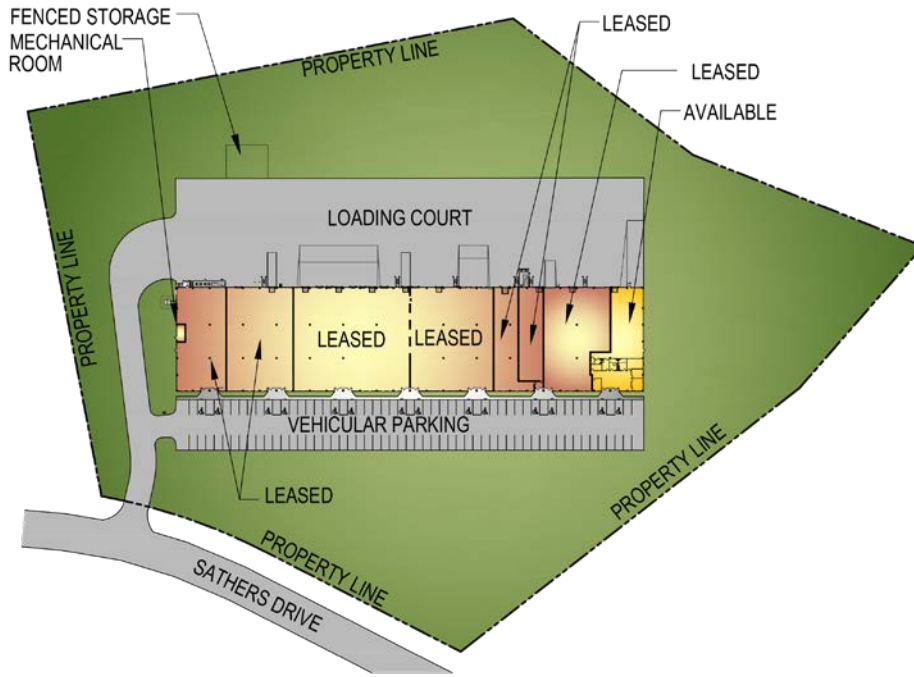 FENCED STORAGE
MECHANICAL
ROOM
PROPERTY LINE
LEASED
LEASED
AVAILABLE
LOADING COURT
PROPERTY LINE
LEASED
LEASED
VEHICULAR PARKING
LEASED
PROPERTY LINE
PROPERTY LINE
SATHERS DRIVE